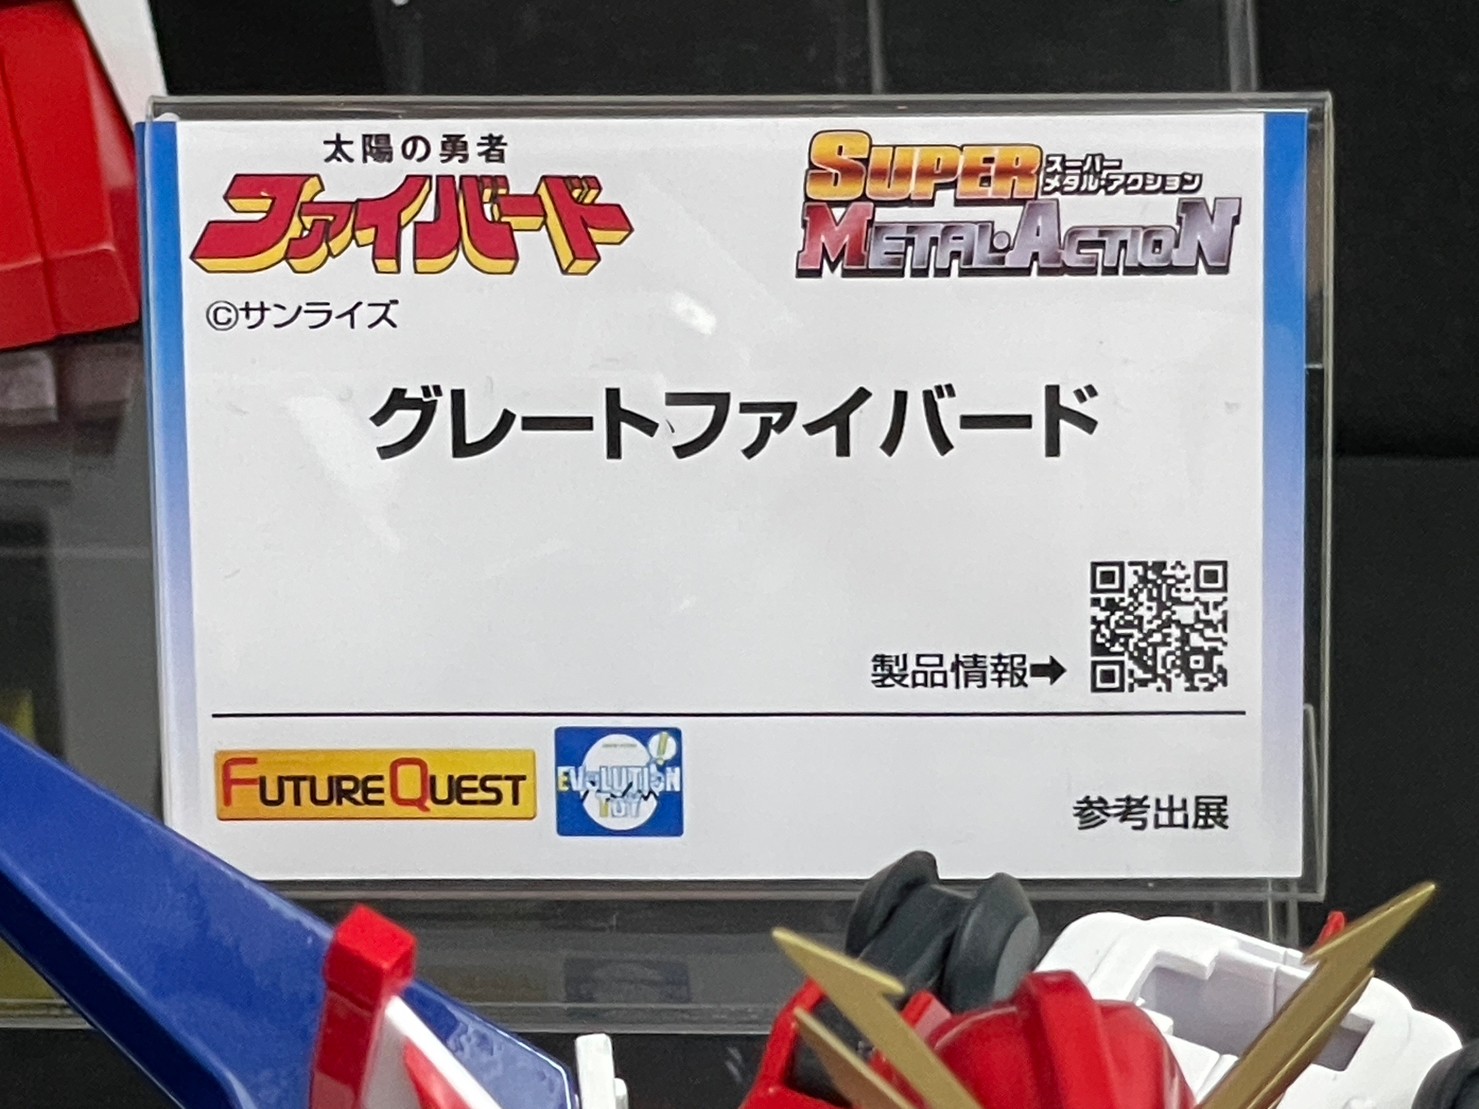 太陽の勇者
ファイバード
SUPER
スーパー
メタル・アクション
METAL・ACTION
©サンライズ
グレートファイバード
製品情報➡
FUTURE QUEST
EVOLUTION
TOY
参考出展